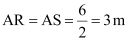 AR = AS = 6/2 = 3 m